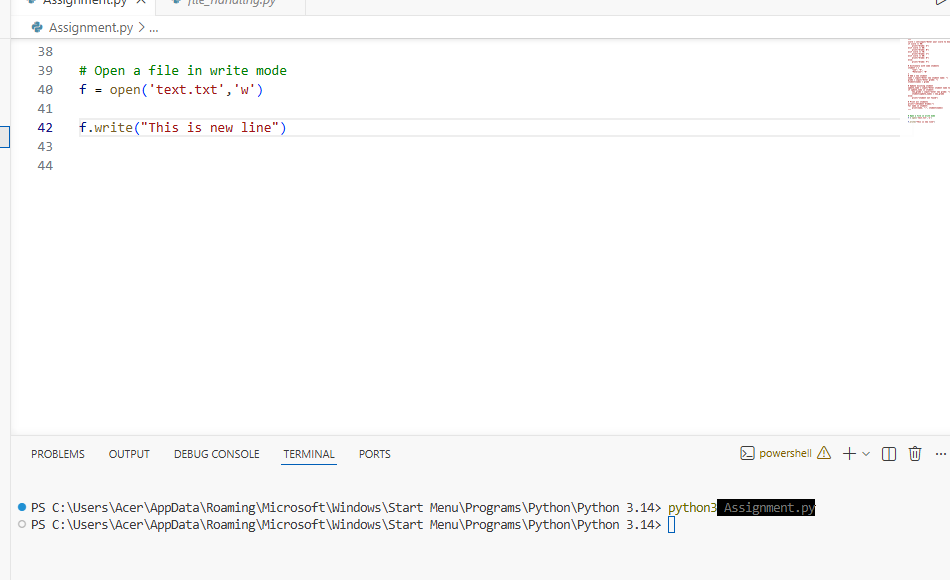 Assignment.py
file_handling.py
Assignment.py > ...
38
39 # Open a file in write mode
40 f = open('text.txt','w')
41
42 f.write("This is new line")
43
44
PROBLEMS OUTPUT DEBUG CONSOLE TERMINAL PORTS
powershell
PS C:\Users\Acer\AppData\Roaming\Microsoft\Windows\Start Menu\Programs\Python\Python 3.14> python3 Assignment.py
PS C:\Users\Acer\AppData\Roaming\Microsoft\Windows\Start Menu\Programs\Python\Python 3.14>